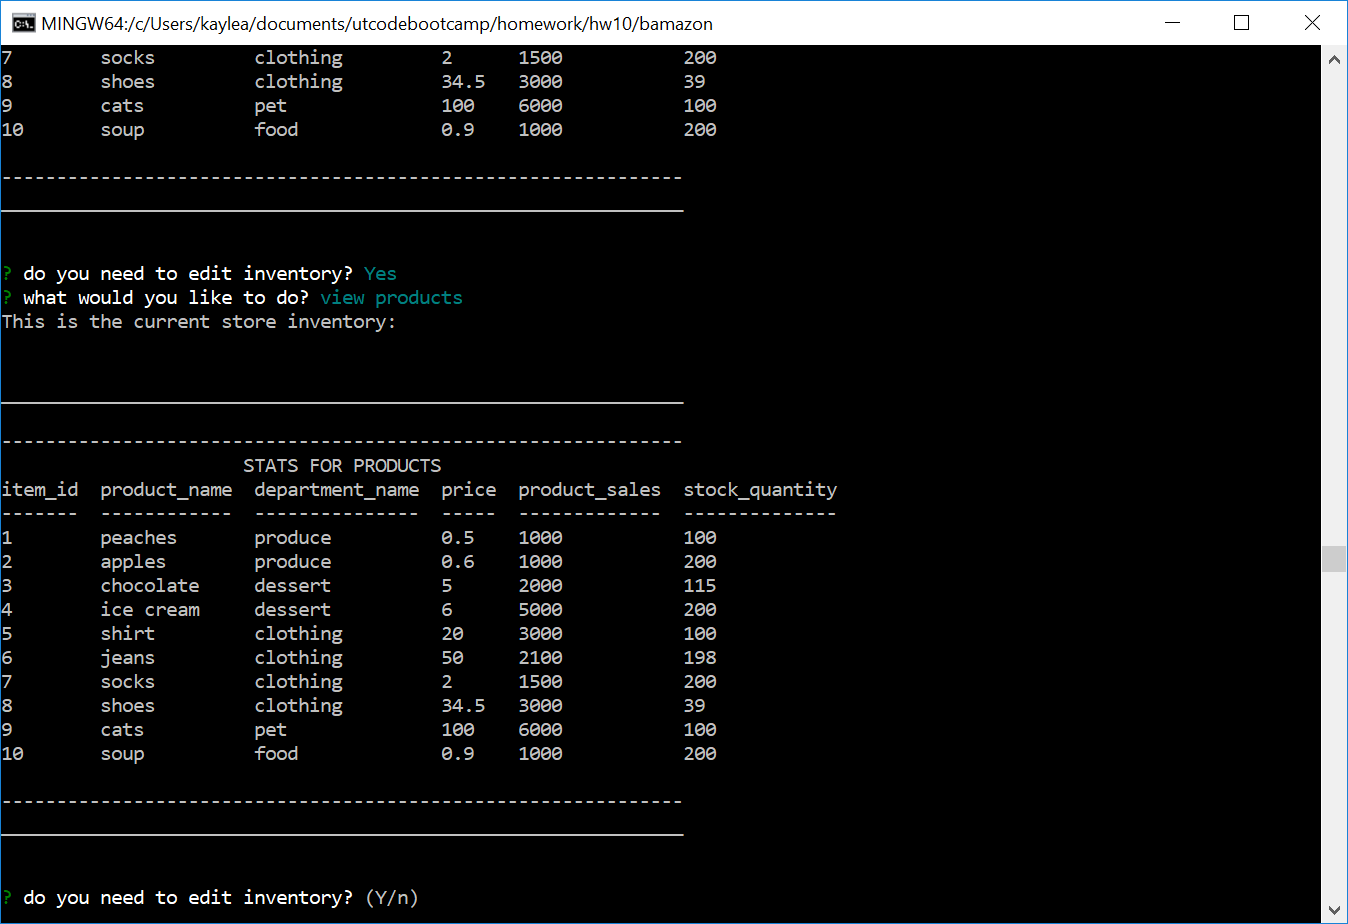 MINGW64:/c/Users/kaylea/documents/utcodebootcamp/homework/hw10/bamazon
7        socks         clothing         2      1500           200
8        shoes         clothing         34.5   3000           39
9        cats          pet              100    6000           100
10       soup          food             0.9    1000           200
--------------------------------------------------------------
? do you need to edit inventory? Yes
? what would you like to do? view products
This is the current store inventory:
--------------------------------------------------------------
STATS FOR PRODUCTS
item_id  product_name  department_name  price  product_sales  stock_quantity
-------  ------------  ---------------  -----  -------------  --------------
1        peaches       produce          0.5    1000           100
2        apples        produce          0.6    1000           200
3        chocolate     dessert          5      2000           115
4        ice cream     dessert          6      5000           200
5        shirt         clothing         20     3000           100
6        jeans         clothing         50     2100           198
7        socks         clothing         2      1500           200
8        shoes         clothing         34.5   3000           39
9        cats          pet              100    6000           100
10       soup          food             0.9    1000           200
--------------------------------------------------------------
? do you need to edit inventory? (Y/n)